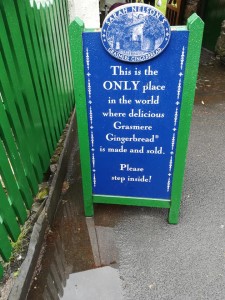 SARAH NELSON'S
GRASMERE GINGERBREAD
This is the
ONLY place
in the world
where delicious
Grasmere
Gingerbread®
is made and sold.
Please
step inside!